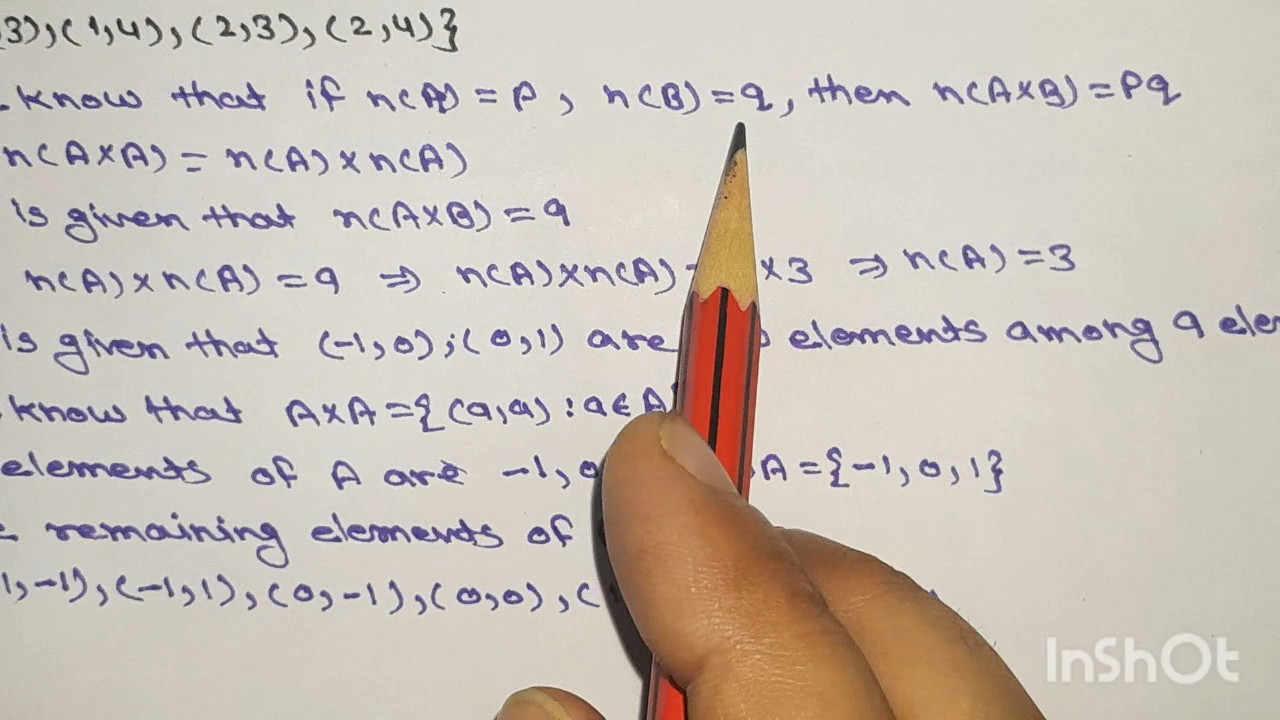 3),(1,4),(2,3),(2,4)}
know that if n(A)=P, n(B)=q, then n(A×B)=Pq
n(A×A)=n(A)×n(A)
is given that n(A×B)=9
n(A)×n(A)=9 ⇒ n(A)×n(A) ×3 ⇒ n(A)=3
is given that (-1,0),(0,1) are elements among 9 ele
know that A×A={(a,a):a∈A
elements of A are -1,0 A={-1,0,1}
remaining elements of
1,-1),(-1,1),(0,-1),(0,0),(
InShOt